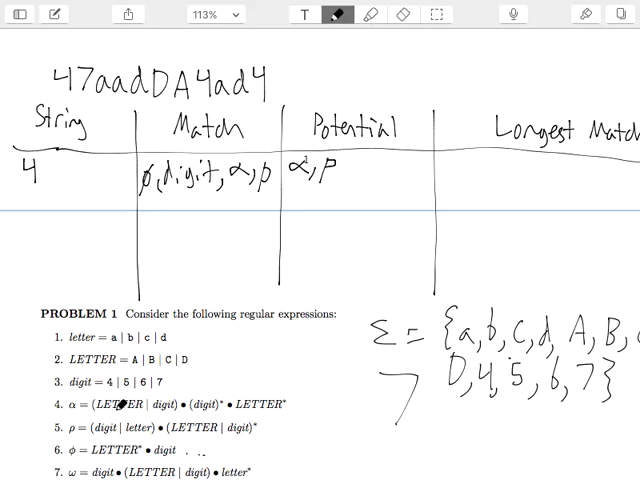 113%
T
47aadDA4ad4
String Match Potential Longest Match
4 ϕ, digit, α, ρ α, ρ
PROBLEM 1 Consider the following regular expressions:
1. letter = a | b | c | d
2. LETTER = A | B | C | D
3. digit = 4 | 5 | 6 | 7
4. α = (LETTER | digit) • (digit)* • LETTER*
5. ρ = (digit | letter) • (LETTER | digit)*
6. ϕ = LETTER* • digit
7. ω = digit • (LETTER | digit) • letter*
Σ = {a, b, c, d, A, B, C
D, 4, 5, 6, 7}